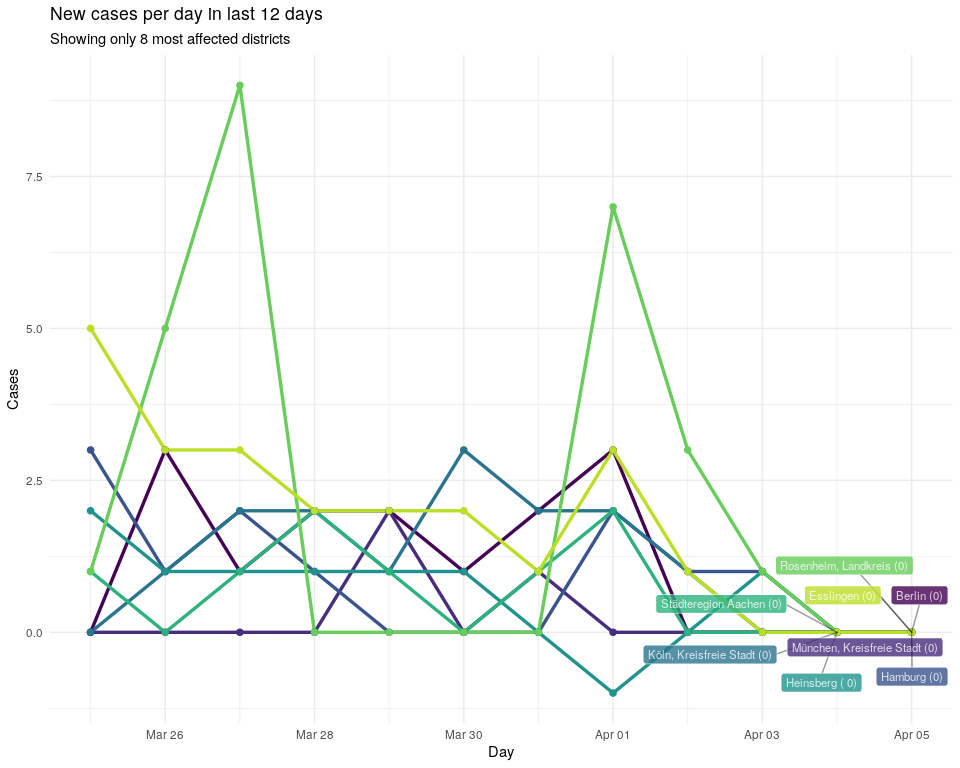 New cases per day in last 12 days
Showing only 8 most affected districts
Cases
7.5
5.0
2.5
0.0
Rosenheim, Landkreis (0)
Esslingen (0)
Berlin (0)
Städteregion Aachen (0)
München, Kreisfreie Stadt (0)
Köln, Kreisfreie Stadt (0)
Hamburg (0)
Heinsberg ( 0)
Mar 26
Mar 28
Mar 30
Apr 01
Apr 03
Apr 05
Day